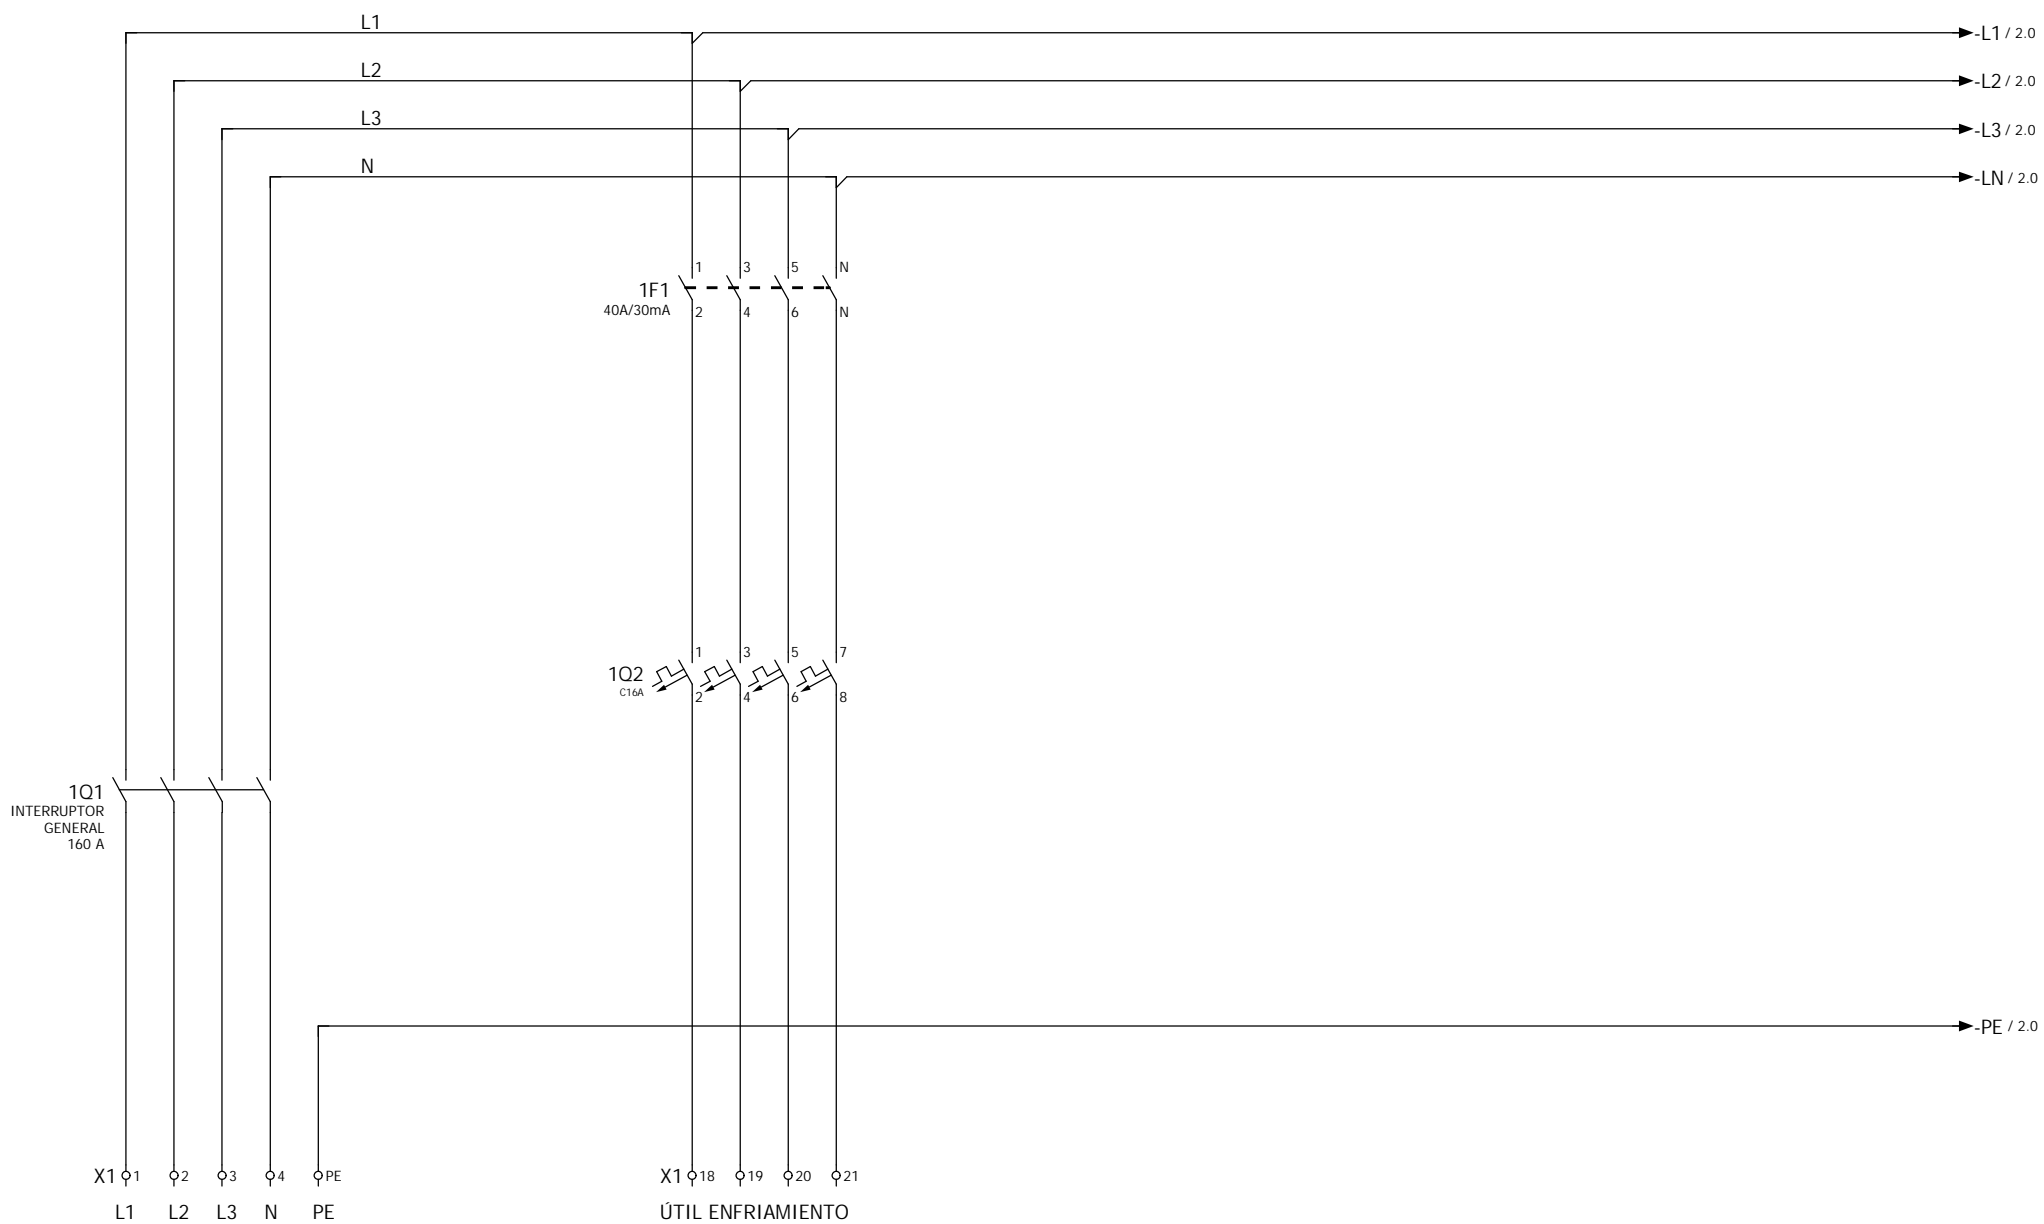 L1
-L1 / 2.0
L2
-L2 / 2.0
L3
-L3 / 2.0
N
-LN / 2.0
1 3 5 N
1F1
40A/30mA
2 4 6 N
1 3 5 7
1Q2
C16A
2 4 6 8
1Q1
INTERRUPTOR
GENERAL
160 A
-PE / 2.0
X1 1 2 3 4 PE
X1 18 19 20 21
L1 L2 L3 N PE
ÚTIL ENFRIAMIENTO